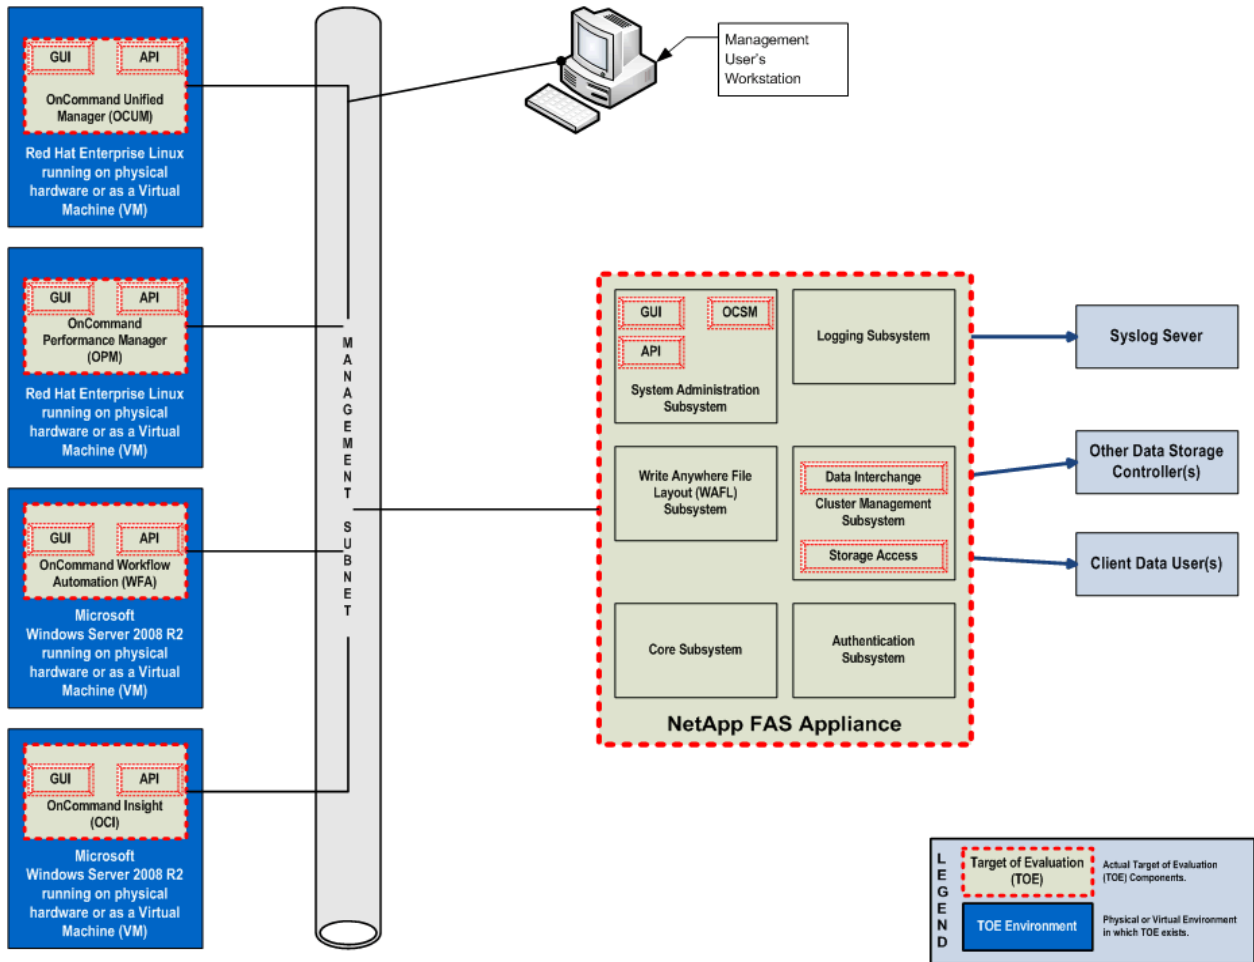 GUI
API
OnCommand Unified
Manager (OCUM)
Red Hat Enterprise Linux
running on physical
hardware or as a Virtual
Machine (VM)
GUI
API
OnCommand
Performance Manager
(OPM)
Red Hat Enterprise Linux
running on physical
hardware or as a Virtual
Machine (VM)
GUI
API
OnCommand Workflow
Automation (WFA)
Microsoft
Windows Server 2008 R2
running on physical
hardware or as a Virtual
Machine (VM)
GUI
API
OnCommand Insight
(OCI)
Microsoft
Windows Server 2008 R2
running on physical
hardware or as a Virtual
Machine (VM)
MANAGEMENT SUBNET
Management
User's
Workstation
GUI
OCSM
API
System Administration
Subsystem
Logging Subsystem
Write Anywhere File
Layout (WAFL)
Subsystem
Data Interchange
Cluster Management
Subsystem
Storage Access
Core Subsystem
Authentication
Subsystem
NetApp FAS Appliance
Syslog Sever
Other Data Storage
Controller(s)
Client Data User(s)
LEGEND
Target of Evaluation
(TOE)
Actual Target of Evaluation
(TOE) Components.
TOE Environment
Physical or Virtual Environment
in which TOE exists.